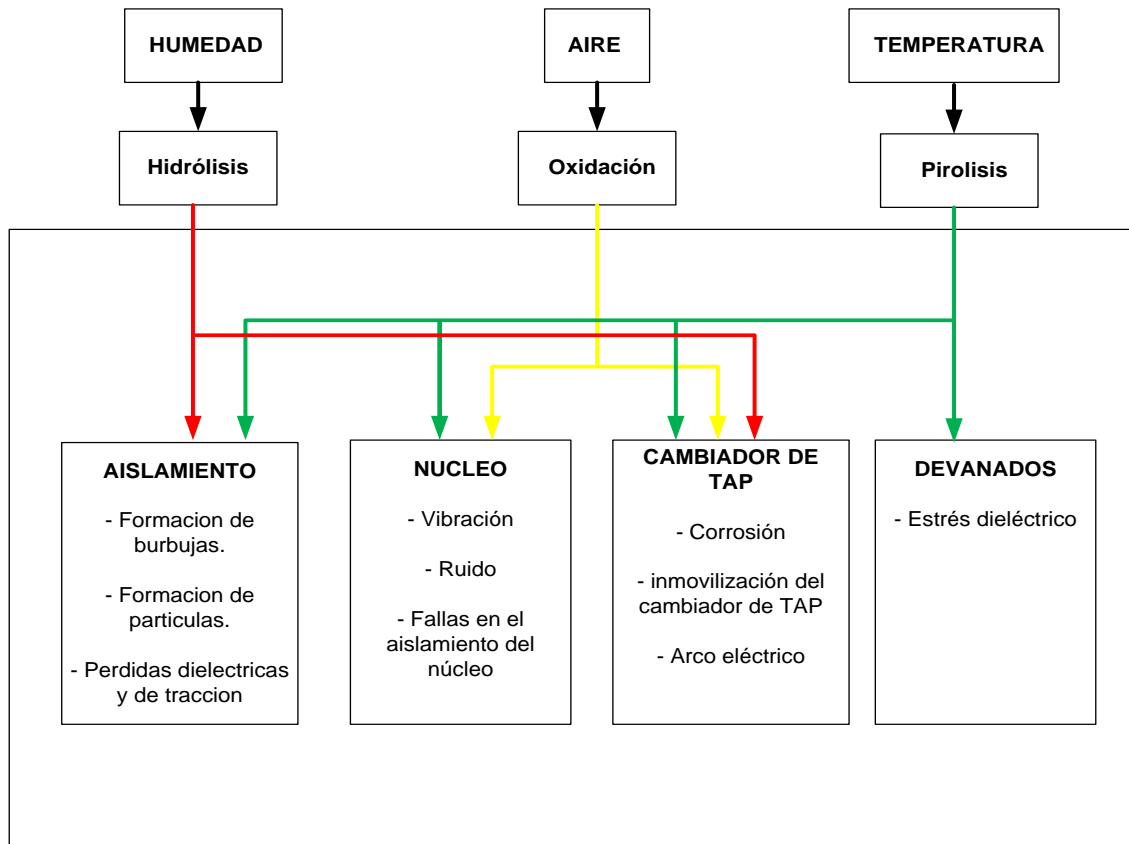 HUMEDAD
AIRE
TEMPERATURA
Hidrólisis
Oxidación
Pirolisis
AISLAMIENTO
- Formacion de
burbujas.
- Formacion de
particulas.
- Perdidas dielectricas
y de traccion
NUCLEO
- Vibración
- Ruido
- Fallas en el
aislamiento del
núcleo
CAMBIADOR DE
TAP
- Corrosión
- inmovilización del
cambiador de TAP
- Arco eléctrico
DEVANADOS
- Estrés dieléctrico